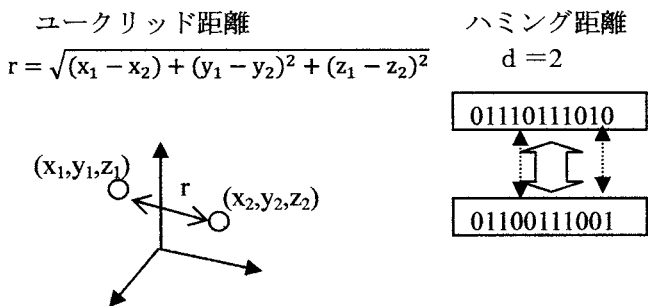 ユークリッド距離
r = √(x₁ − x₂) + (y₁ − y₂)² + (z₁ − z₂)²
(x₁,y₁,z₁)
r
(x₂,y₂,z₂)
ハミング距離
d =2
01110111010
01100111001